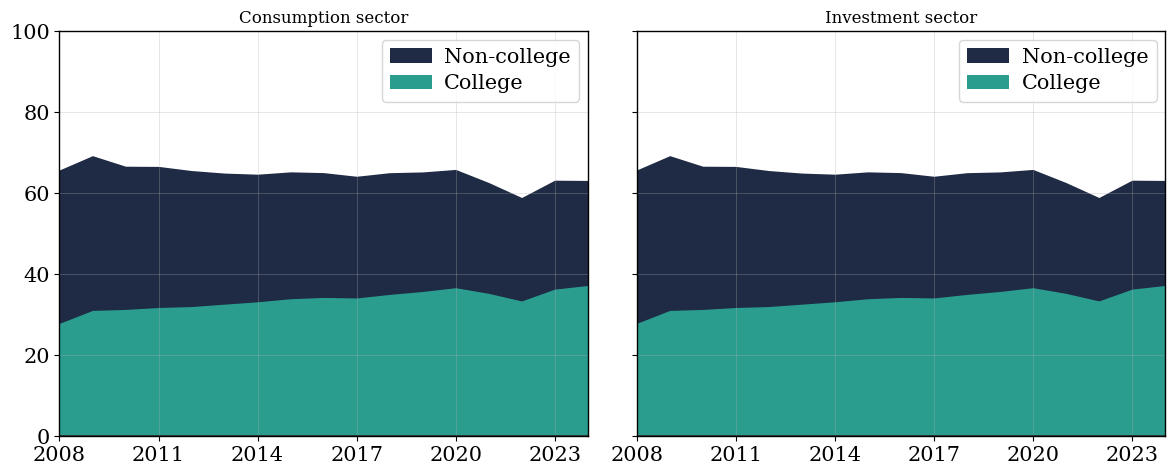 Consumption sector
Investment sector
100
80
60
40
20
0
Non-college
College
Non-college
College
2008 2011 2014 2017 2020 2023
2008 2011 2014 2017 2020 2023